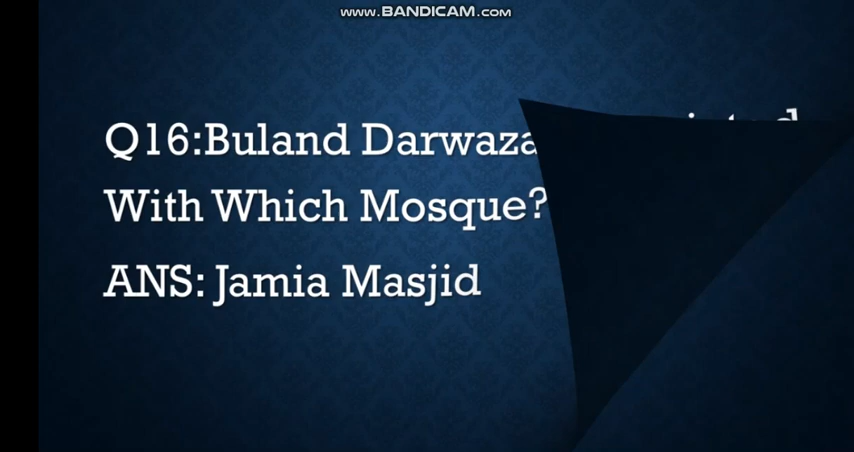 www.BANDICAM.com
Q16:Buland Darwaza
With Which Mosque?
ANS: Jamia Masjid